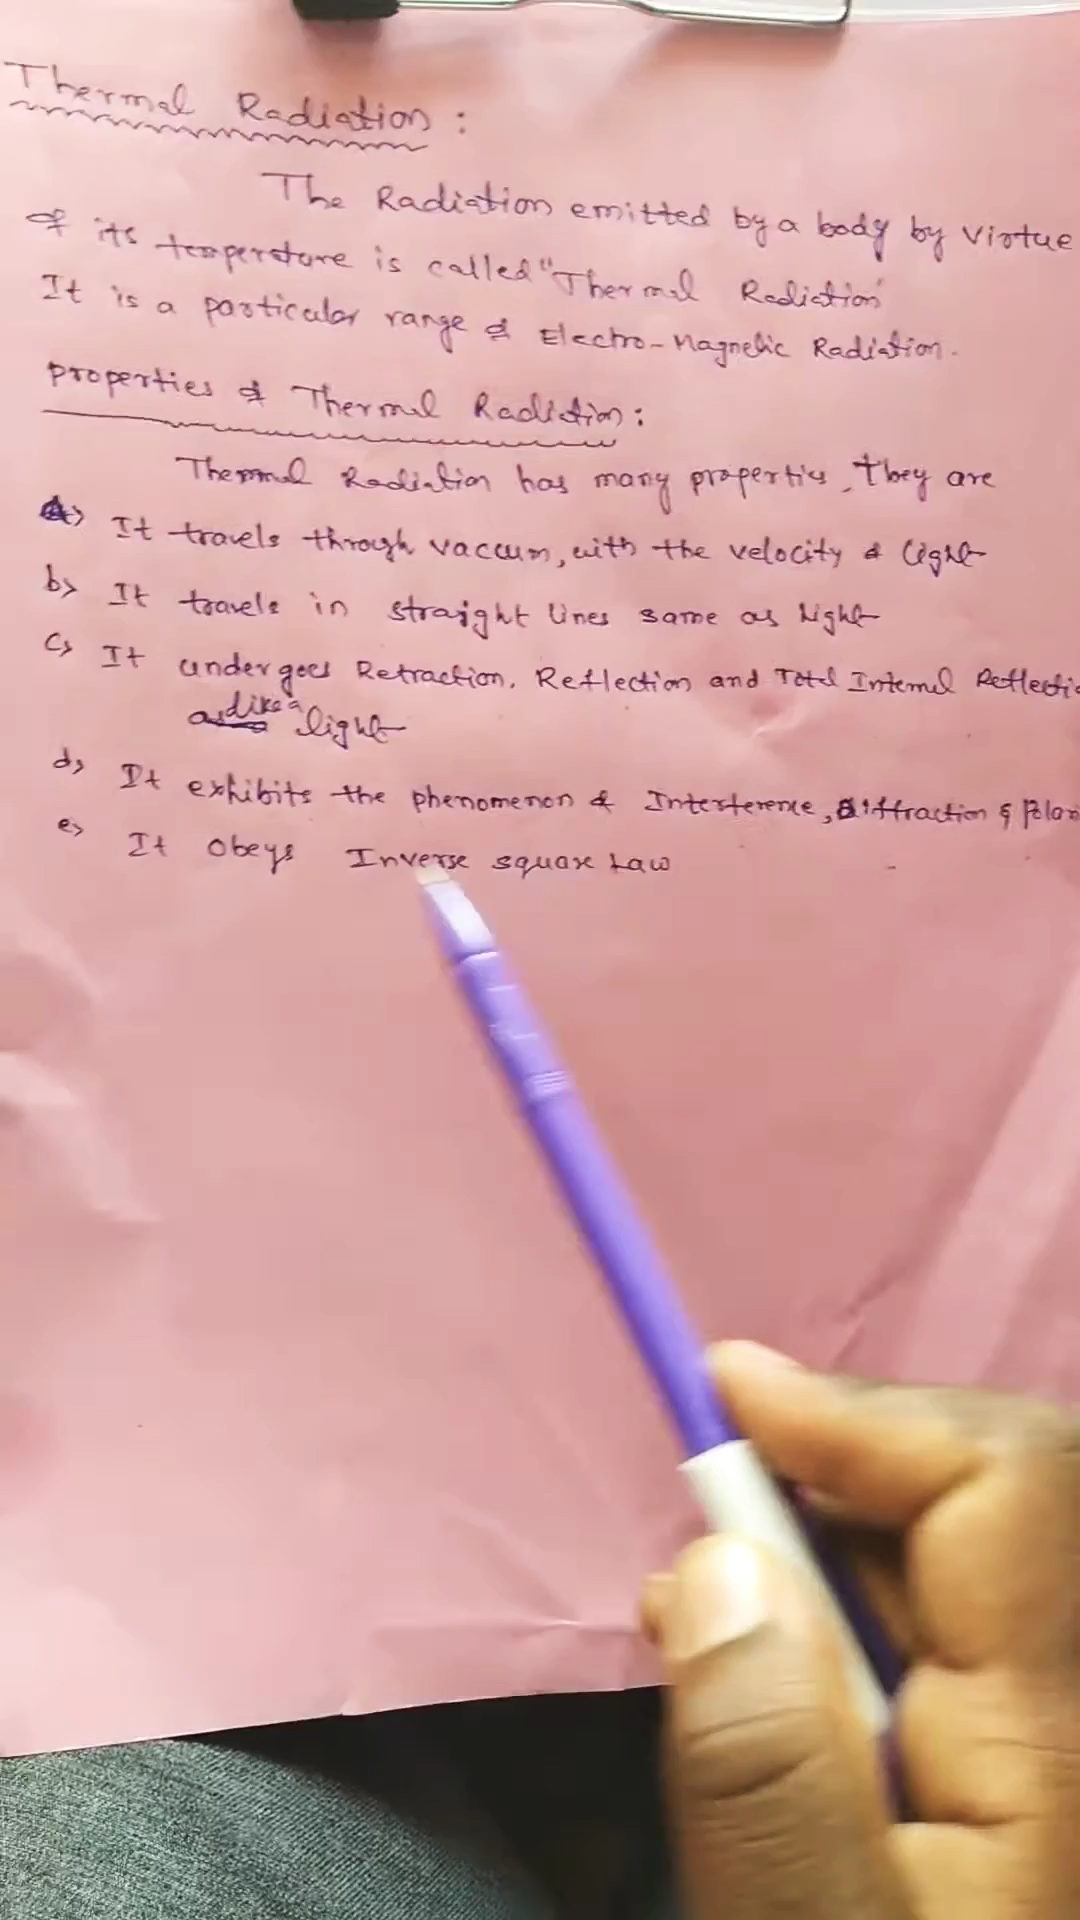 Thermal Radiation :
The Radiation emitted by a body by virtue
of its temperature is called "Thermal Radiation"
It is a particular range of Electro-Magnetic Radiation.
properties of Thermal Radiation :
Thermal Radiation has many properties, they are
a) It travels through vaccum, with the velocity of light
b) It travels in straight lines same as light
c) It undergoes Refraction, Reflection and Total Internal Reflectio
as like a light
d) It exhibits the phenomenon of Interference, Diffraction & Polari
e) It Obeys Inverse square Law